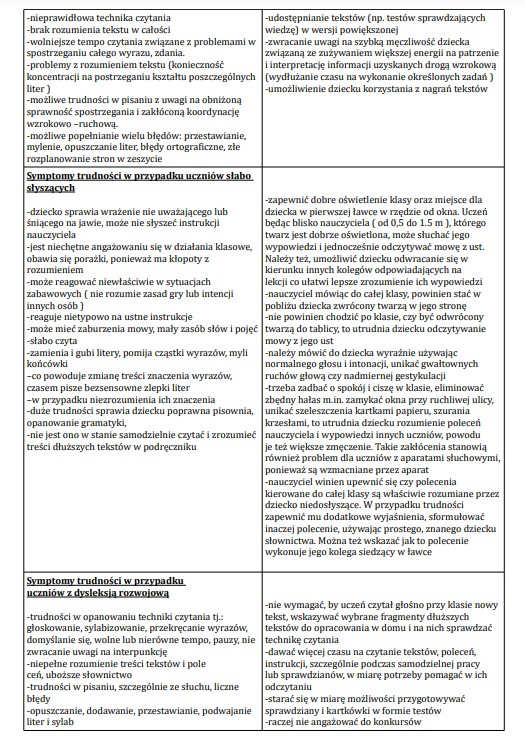 -nieprawidłowa technika czytania
-brak rozumienia tekstu w całości
-wolniejsze tempo czytania związane z problemami w
spostrzeganiu całego wyrazu, zdania.
-problemy z rozumieniem tekstu (konieczność
koncentracji na postrzeganiu kształtu poszczególnych
liter )
-możliwe trudności w pisaniu z uwagi na obniżoną
sprawność spostrzegania i zakłóconą koordynację
wzrokowo –ruchową.
-możliwe popełnianie wielu błędów: przestawianie,
mylenie, opuszczanie liter, błędy ortograficzne, złe
rozplanowanie stron w zeszycie
-udostępnianie tekstów (np. testów sprawdzających
wiedzę) w wersji powiększonej
-zwracanie uwagi na szybką męczliwość dziecka
związaną ze zużywaniem większej energii na patrzenie
i interpretację informacji uzyskanych drogą wzrokową
(wydłużanie czasu na wykonanie określonych zadań )
-umożliwienie dziecku korzystania z nagrań tekstów
Symptomy trudności w przypadku uczniów słabo
słyszących
-dziecko sprawia wrażenie nie uważającego lub
śniącego na jawie, może nie słyszeć instrukcji
nauczyciela
-jest niechętne angażowaniu się w działania klasowe,
obawia się porażki, ponieważ ma kłopoty z
rozumieniem
-może reagować niewłaściwie w sytuacjach
zabawowych ( nie rozumie zasad gry lub intencji
innych osób )
-reaguje nietypowo na ustne instrukcje
-może mieć zaburzenia mowy, mały zasób słów i pojęć
-słabo czyta
-zamienia i gubi litery, pomija cząstki wyrazów, myli
końcówki
–co powoduje zmianę treści znaczenia wyrazów,
czasem pisze bezsensowne zlepki liter
–w przypadku niezrozumienia ich znaczenia
-duże trudności sprawia dziecku poprawna pisownia,
opanowanie gramatyki,
-nie jest ono w stanie samodzielnie czytać i zrozumieć
treści dłuższych tekstów w podręczniku
-zapewnić dobre oświetlenie klasy oraz miejsce dla
dziecka w pierwszej ławce w rzędzie od okna. Uczeń
będąc blisko nauczyciela ( od 0,5 do 1.5 m ), którego
twarz jest dobrze oświetlona, może słuchać jego
wypowiedzi i jednocześnie odczytywać mowę z ust.
Należy też, umożliwić dziecku odwracanie się w
kierunku innych kolegów odpowiadających na
lekcji co ułatwi lepsze zrozumienie ich wypowiedzi
-nauczyciel mówiąc do całej klasy, powinien stać w
pobliżu dziecka zwrócony twarzą w jego stronę
-nie powinien chodzić po klasie, czy być odwrócony
twarzą do tablicy, to utrudnia dziecku odczytywanie
mowy z jego ust
-należy mówić do dziecka wyraźnie używając
normalnego głosu i intonacji, unikać gwałtownych
ruchów głową czy nadmiernej gestykulacji
-trzeba zadbać o spokój i ciszę w klasie, eliminować
zbędny hałas m.in. zamykać okna przy ruchliwej ulicy,
unikać szeleszczenia kartkami papieru, szurania
krzesłami, to utrudnia dziecku rozumienie poleceń
nauczyciela i wypowiedzi innych uczniów, powodu
je też większe zmęczenie. Takie zakłócenia stanowią
również problem dla uczniów z aparatami słuchowymi,
ponieważ są wzmacniane przez aparat
-nauczyciel winien upewnić się czy polecenia
kierowane do całej klasy są właściwie rozumiane przez
dziecko niedosłyszące. W przypadku trudności
zapewnić mu dodatkowe wyjaśnienia, sformułować
inaczej polecenie, używając prostego, znanego dziecku
słownictwa. Można też wskazać jak to polecenie
wykonuje jego kolega siedzący w ławce
Symptomy trudności w przypadku
uczniów z dysleksją rozwojową
-trudności w opanowaniu techniki czytania tj.:
głoskowanie, sylabizowanie, przekręcanie wyrazów,
domyślanie się, wolne lub nierówne tempo, pauzy, nie
zwracanie uwagi na interpunkcję
-niepełne rozumienie treści tekstów i pole
ceń, uboższe słownictwo
-trudności w pisaniu, szczególnie ze słuchu, liczne
błędy
-opuszczanie, dodawanie, przestawianie, podwajanie
liter i sylab
-nie wymagać, by uczeń czytał głośno przy klasie nowy
tekst, wskazywać wybrane fragmenty dłuższych
tekstów do opracowania w domu i na nich sprawdzać
technikę czytania
-dawać więcej czasu na czytanie tekstów, poleceń,
instrukcji, szczególnie podczas samodzielnej pracy
lub sprawdzianów, w miarę potrzeby pomagać w ich
odczytaniu
-starać się w miarę możliwości przygotowywać
sprawdziany i kartkówki w formie testów
-raczej nie angażować do konkursów